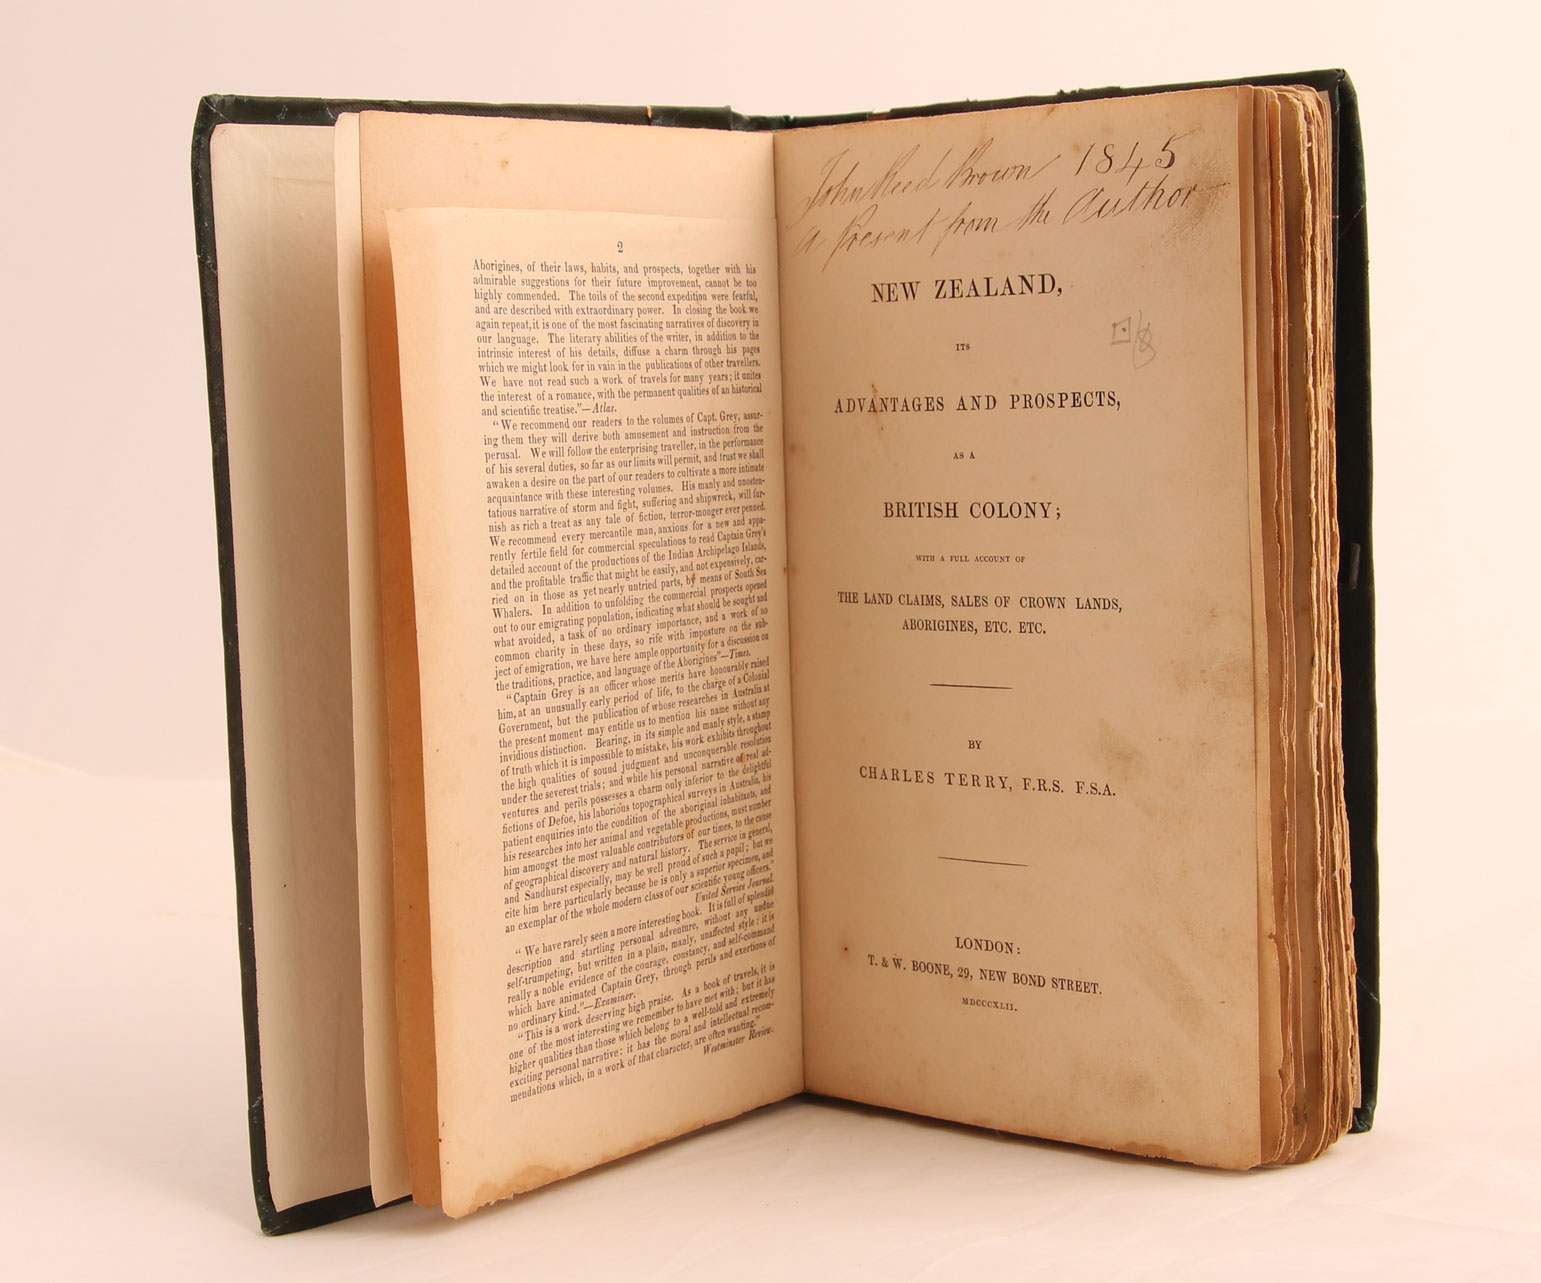 2
Aborigines, of their laws, habits, and prospects, together with his
admirable suggestions for their future improvement, cannot be too
highly commended. The toils of the second expedition were fearful,
and are described with extraordinary power. In closing the book we
again repeat, it is one of the most fascinating narratives of discovery in
our language. The literary abilities of the writer, in addition to the
intrinsic interest of his details, diffuse a charm through his pages
which we might look for in vain in the publications of other travellers.
We have not read such a work of travels for many years; it unites
the interest of a romance, with the permanent qualities of an historical
and scientific treatise."—Atlas.
"We recommend our readers to the volumes of Capt. Grey, assur-
ing them they will derive both amusement and instruction from the
perusal. We will follow the enterprising traveller, in the performance
of his several duties, so far as our limits will permit, and trust we shall
awaken a desire on the part of our readers to cultivate a more intimate
acquaintance with these interesting volumes. His manly and unosten-
tatious narrative of storm and fight, suffering and shipwreck, will fur-
nish as rich a treat as any tale of fiction, terror-monger ever penned.
We recommend every mercantile man, anxious for a new and appa-
rently fertile field for commercial speculations to read Captain Grey's
detailed account of the productions of the Indian Archipelago Islands,
and the profitable traffic that might be easily, and not expensively, car-
ried on in those as yet nearly untried parts, by means of South Sea
Whalers. In addition to unfolding the commercial prospects opened
out to our emigrating population, indicating what should be sought and
what avoided, a task of no ordinary importance, and a work of no
common charity in these days, so rife with imposture on the sub-
ject of emigration, we have here ample opportunity for a discussion on
the traditions, practice, and language of the Aborigines"—Times.
"Captain Grey is an officer whose merits have honourably raised
him, at an unusually early period of life, to the charge of a Colonial
Government, but the publication of whose researches in Australia at
the present moment may entitle us to mention his name without any
invidious distinction. Bearing, in its simple and manly style, a stamp
of truth which it is impossible to mistake, his work exhibits throughout
the high qualities of sound judgment and unconquerable resolution
under the severest trials; and while his personal narrative of real ad-
ventures and perils possesses a charm only inferior to the delightful
fictions of Defoe, his laborious topographical surveys in Australia, his
patient enquiries into the condition of the aboriginal inhabitants, and
his researches into her animal and vegetable productions, must number
him amongst the most valuable contributors of our times, to the cause
of geographical discovery and natural history. The service in general,
and Sandhurst especially, may be well proud of such a pupil; but we
cite him here particularly because he is only a superior specimen, and
an exemplar of the whole modern class of our scientific young officers."
United Service Journal.
"We have rarely seen a more interesting book. It is full of splendid
description and startling personal adventure, without any undue
self-trumpeting, but written in a plain, manly, unaffected style; it is
really a noble evidence of the courage, constancy, and self-command
which have animated Captain Grey, through perils and exertions of
no ordinary kind."—Examiner.
"This is a work deserving high praise. As a book of travels, it is
one of the most interesting we remember to have met with: but it has
higher qualities than those which belong to a well-told and extremely
exciting personal narrative: it has the moral and intellectual recom-
mendations which, in a work of that character, are often wanting."
Westminster Review.
John Reed Brown 1845
a Present from the Author
NEW ZEALAND,
ITS
ADVANTAGES AND PROSPECTS,
AS A
BRITISH COLONY;
WITH A FULL ACCOUNT OF
THE LAND CLAIMS, SALES OF CROWN LANDS,
ABORIGINES, ETC. ETC.
BY
CHARLES TERRY, F.R.S. F.S.A.
LONDON:
T. & W. BOONE, 29, NEW BOND STREET.
MDCCCXLII.